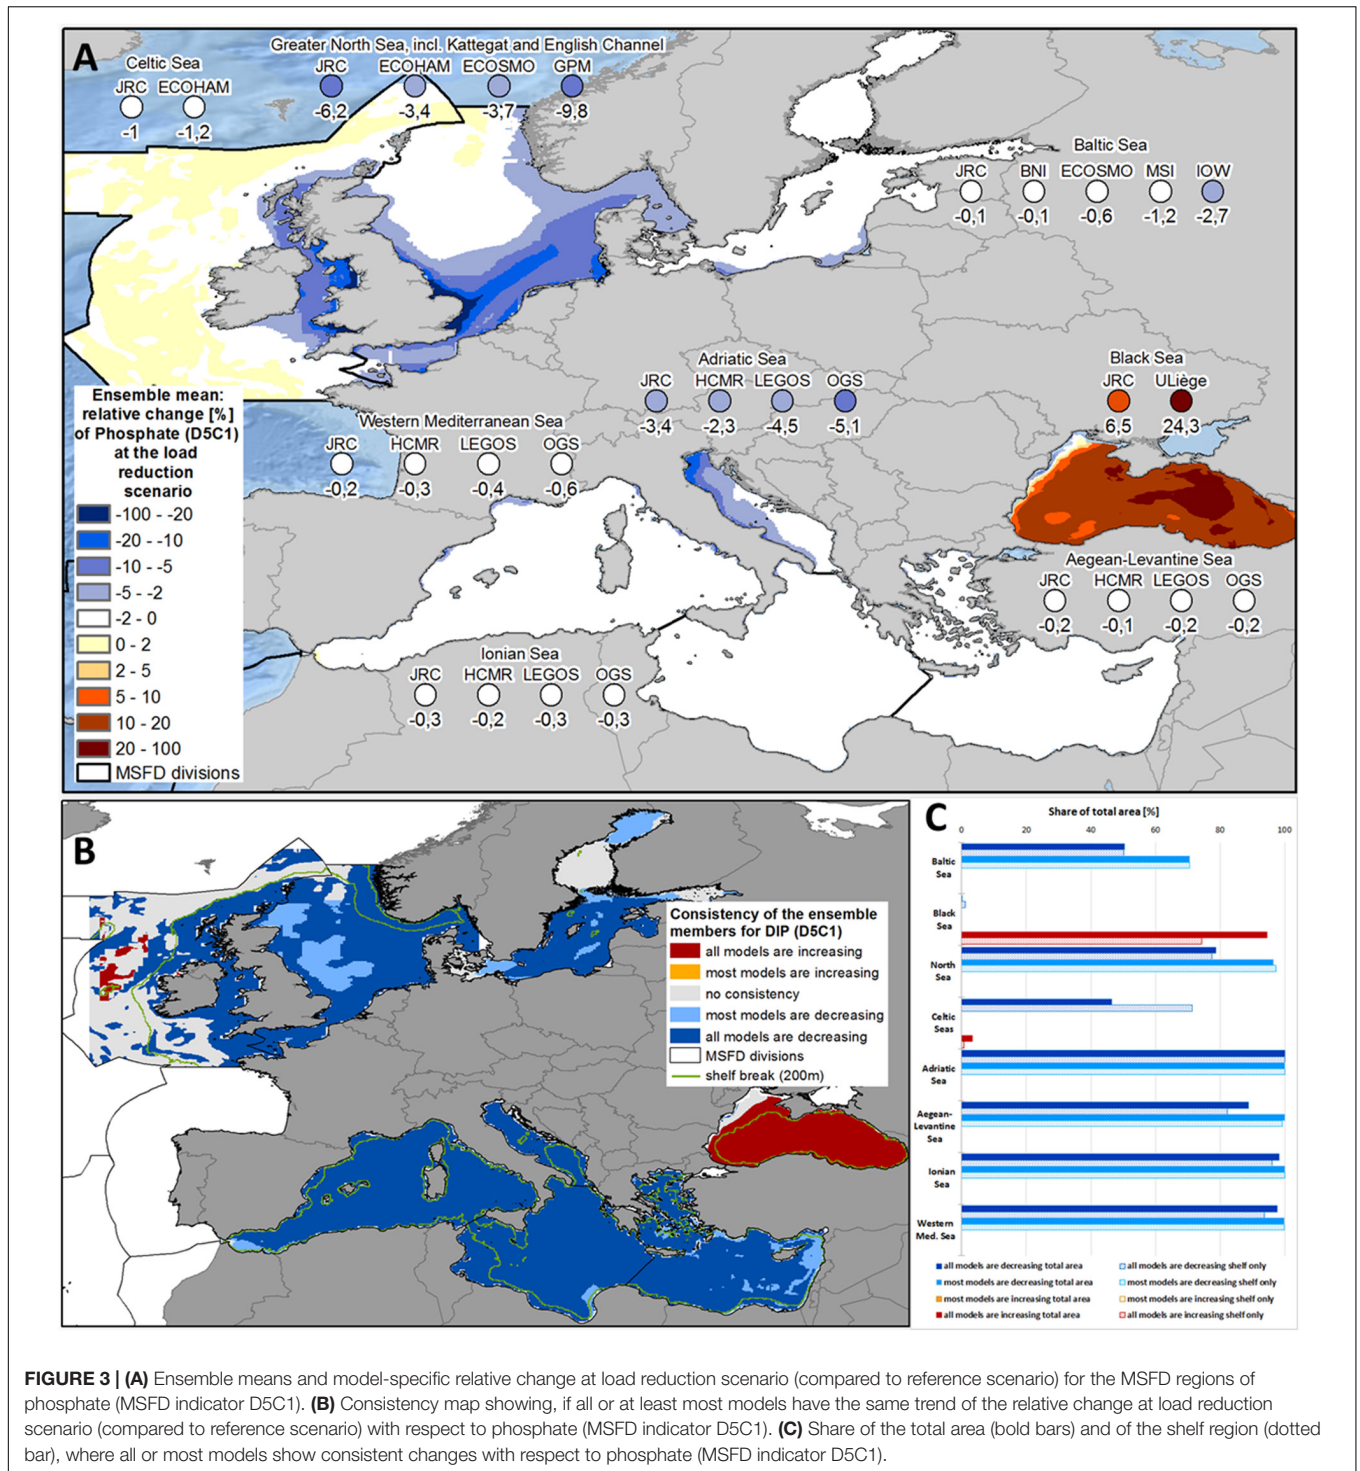 A
Celtic Sea
JRC ECOHAM
-1 -1,2
Greater North Sea, incl. Kattegat and English Channel
JRC ECOHAM ECOSMO GPM
-6,2 -3,4 -3,7 -9,8
Baltic Sea
JRC BNI ECOSMO MSI IOW
-0,1 -0,1 -0,6 -1,2 -2,7
Adriatic Sea
JRC HCMR LEGOS OGS
-3,4 -2,3 -4,5 -5,1
Black Sea
JRC ULiège
6,5 24,3
Western Mediterranean Sea
JRC HCMR LEGOS OGS
-0,2 -0,3 -0,4 -0,6
Aegean-Levantine Sea
JRC HCMR LEGOS OGS
-0,2 -0,1 -0,2 -0,2
Ionian Sea
JRC HCMR LEGOS OGS
-0,3 -0,2 -0,3 -0,3
Ensemble mean:
relative change [%]
of Phosphate (D5C1)
at the load
reduction
scenario
-100 - -20
-20 - -10
-10 - -5
-5 - -2
-2 - 0
0 - 2
2 - 5
5 - 10
10 - 20
20 - 100
MSFD divisions
B
Consistency of the ensemble
members for DIP (D5C1)
all models are increasing
most models are increasing
no consistency
most models are decreasing
all models are decreasing
MSFD divisions
shelf break (200m)
C
Share of total area [%]
0 20 40 60 80 100
Baltic
Sea
Black
Sea
North
Sea
Celtic
Seas
Adriatic
Sea
Aegean-
Levantine
Sea
Ionian
Sea
Western
Med. Sea
all models are decreasing total area all models are decreasing shelf only
most models are decreasing total area most models are decreasing shelf only
most models are increasing total area most models are increasing shelf only
all models are increasing total area all models are increasing shelf only
FIGURE 3 | (A) Ensemble means and model-specific relative change at load reduction scenario (compared to reference scenario) for the MSFD regions of
phosphate (MSFD indicator D5C1). (B) Consistency map showing, if all or at least most models have the same trend of the relative change at load reduction
scenario (compared to reference scenario) with respect to phosphate (MSFD indicator D5C1). (C) Share of the total area (bold bars) and of the shelf region (dotted
bar), where all or most models show consistent changes with respect to phosphate (MSFD indicator D5C1).